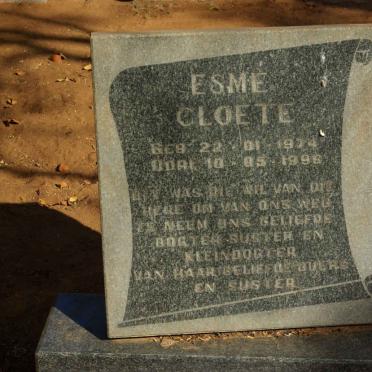 ESMÉ
CLOETE
GEB. 22 · 01 · 1974
OORL. 10 · 05 · 1996
DIT WAS DIE WIL VAN DIE
HERE OM VAN ONS WEG
TE NEEM ONS GELIEFDE
DOGTER SUSTER EN
KLEINDOGTER
VAN HAAR GELIEFDE OUERS
EN SUSTER